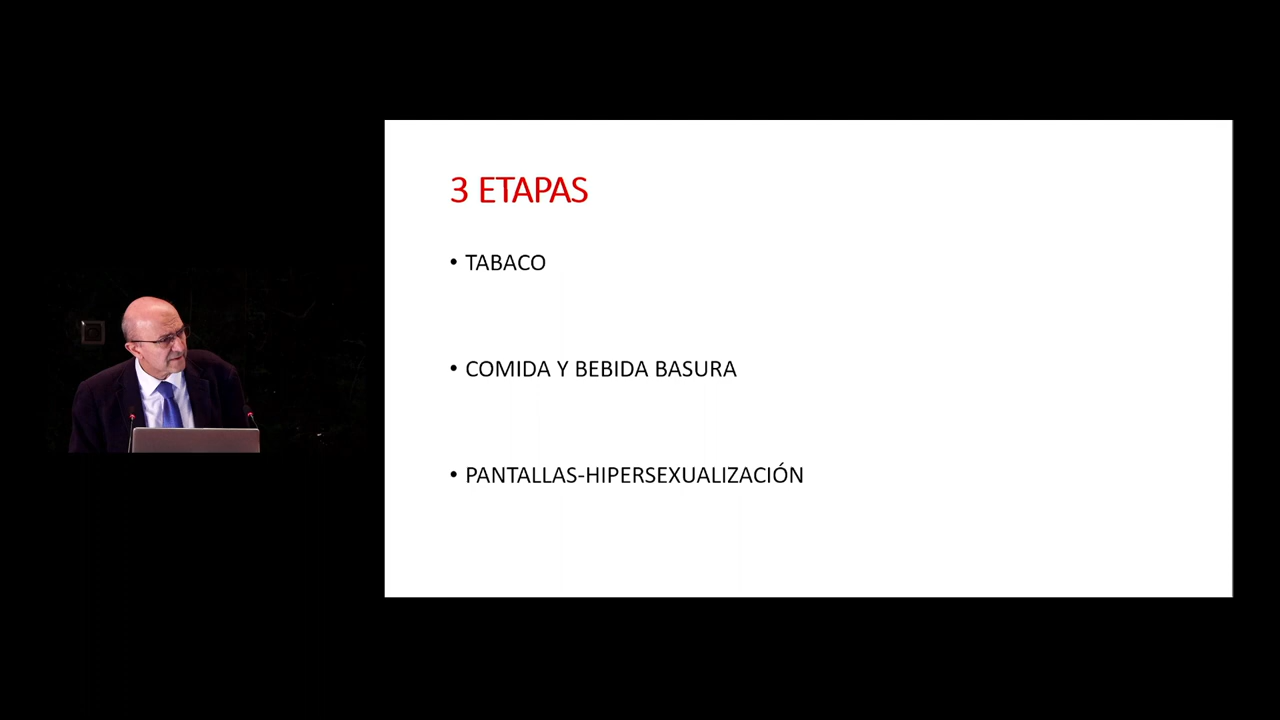 3 ETAPAS
• TABACO
• COMIDA Y BEBIDA BASURA
• PANTALLAS-HIPERSEXUALIZACIÓN